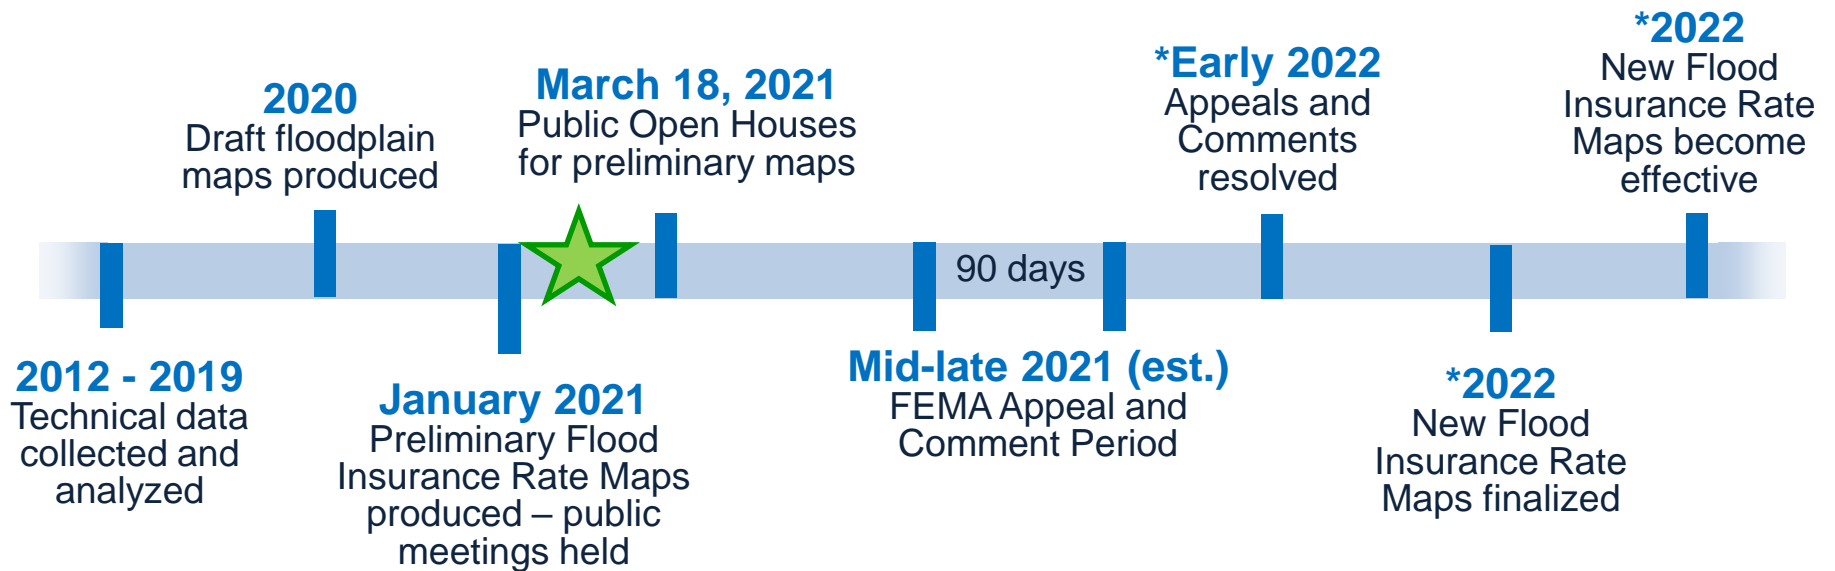 2012 - 2019
Technical data
collected and
analyzed
2020
Draft floodplain
maps produced
January 2021
Preliminary Flood
Insurance Rate Maps
produced – public
meetings held
March 18, 2021
Public Open Houses
for preliminary maps
90 days
Mid-late 2021 (est.)
FEMA Appeal and
Comment Period
*Early 2022
Appeals and
Comments
resolved
*2022
New Flood
Insurance Rate
Maps finalized
*2022
New Flood
Insurance Rate
Maps become
effective